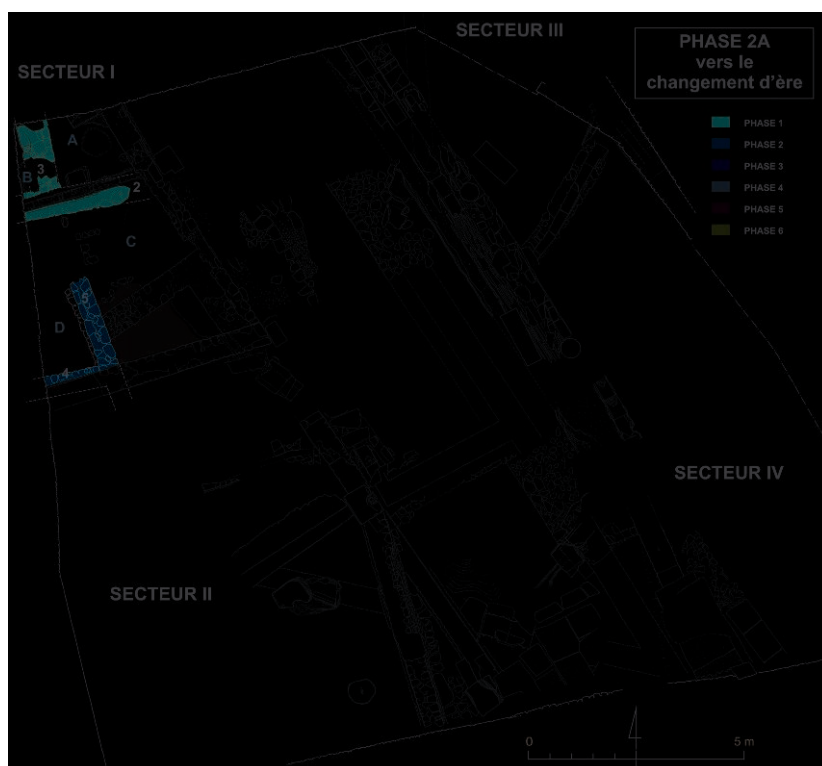 SECTEUR III
PHASE 2A
vers le
changement d'ère
SECTEUR I
PHASE 1
PHASE 2
PHASE 3
PHASE 4
PHASE 5
PHASE 6
A
B
3
2
C
5
D
4
SECTEUR IV
SECTEUR II
0
5 m